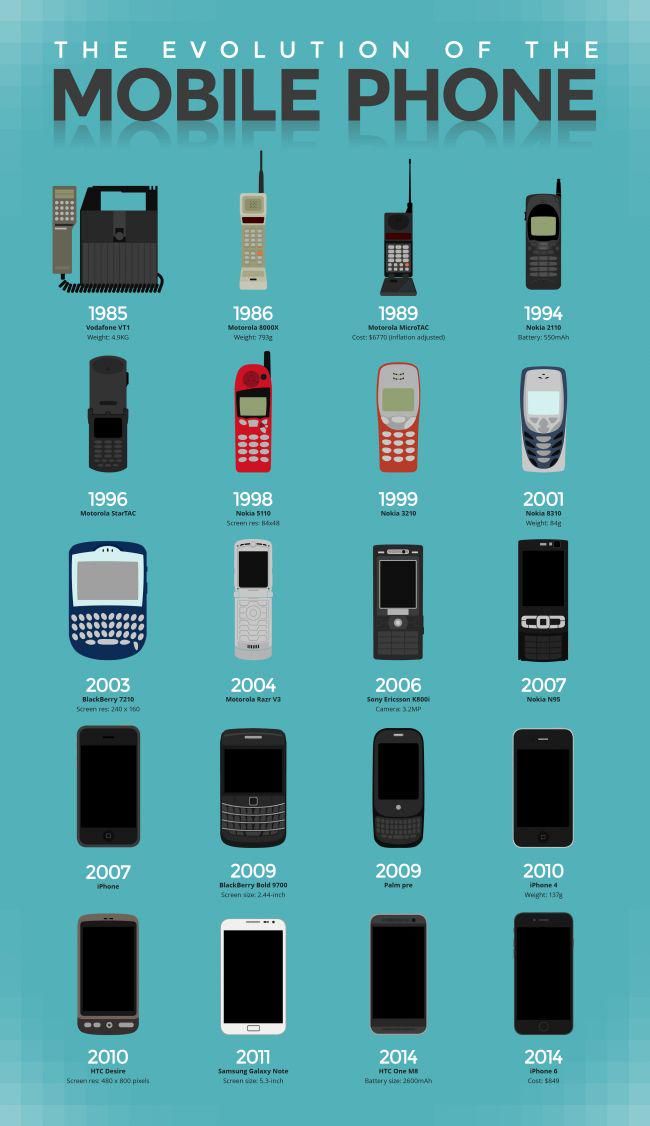 THE EVOLUTION OF THE
MOBILE PHONE
1985
Vodafone VT1
Weight: 4.9KG
1986
Motorola 8000X
Weight: 793g
1989
Motorola MicroTAC
Cost: $6770 (inflation adjusted)
1994
Nokia 2110
Battery: 550mAh
1996
Motorola StarTAC
1998
Nokia 5110
Screen res: 84x48
1999
Nokia 3210
2001
Nokia 8310
Weight: 84g
2003
BlackBerry 7210
Screen res: 240 x 160
2004
Motorola Razr V3
2006
Sony Ericsson K800i
Camera: 3.2MP
2007
Nokia N95
2007
iPhone
2009
BlackBerry Bold 9700
Screen size: 2.44-inch
2009
Palm pre
2010
iPhone 4
Weight: 137g
2010
HTC Desire
Screen res: 480 x 800 pixels
2011
Samsung Galaxy Note
Screen size: 5.3-inch
2014
HTC One M8
Battery size: 2600mAh
2014
iPhone 6
Cost: $849